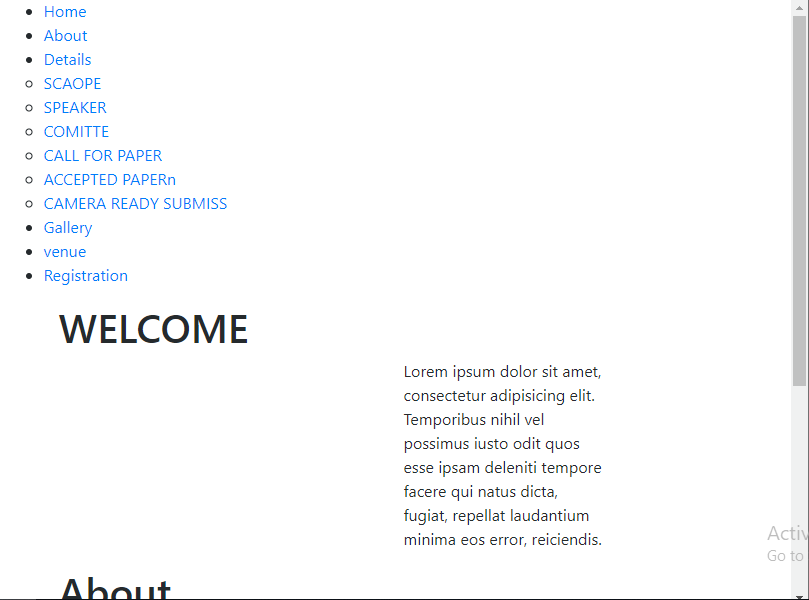 Home
About
Details
SCAOPE
SPEAKER
COMITTE
CALL FOR PAPER
ACCEPTED PAPERn
CAMERA READY SUBMISS
Gallery
venue
Registration
WELCOME
Lorem ipsum dolor sit amet,
consectetur adipisicing elit.
Temporibus nihil vel
possimus iusto odit quos
esse ipsam deleniti tempore
facere qui natus dicta,
fugiat, repellat laudantium
minima eos error, reiciendis.
Activ
Go to
About